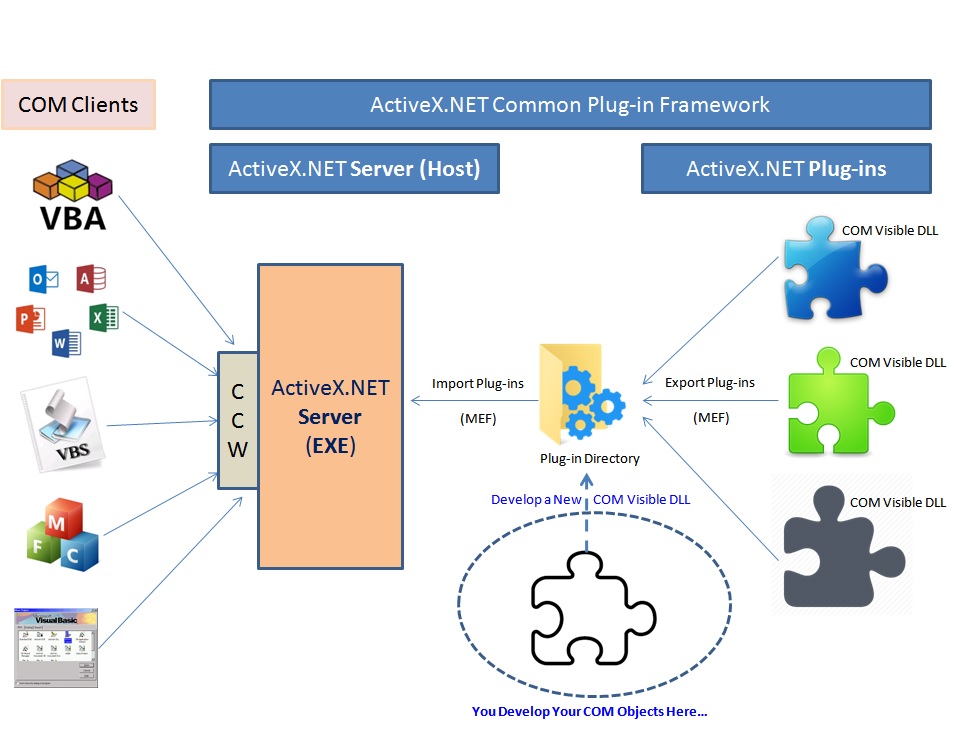 COM Clients
ActiveX.NET Common Plug-in Framework
ActiveX.NET Server (Host)
ActiveX.NET Plug-ins
VBA
O
A
P
X
W
VBS
M
F
C
Visual Basic
C
C
W
ActiveX.NET
Server
(EXE)
Import Plug-ins
(MEF)
Plug-in Directory
Export Plug-ins
(MEF)
COM Visible DLL
COM Visible DLL
COM Visible DLL
Develop a New COM Visible DLL
You Develop Your COM Objects Here...